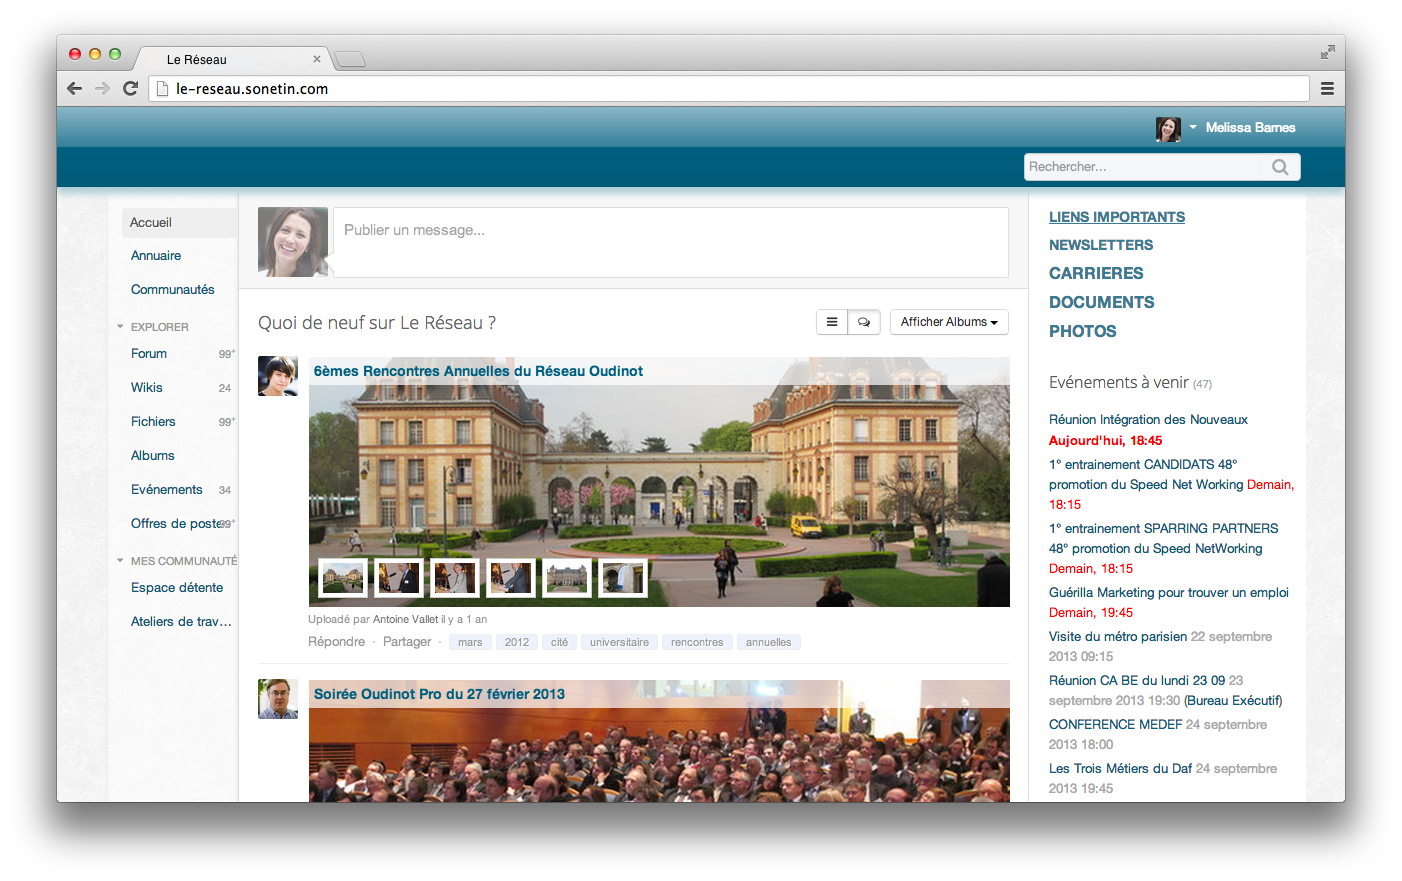 Le Réseau
le-reseau.sonetin.com
Melissa Barnes
Rechercher...
Accueil
Annuaire
Communautés
EXPLORER
Forum 99+
Wikis 24
Fichiers 99+
Albums
Evénements 34
Offres de poste 99+
MES COMMUNAUTÉ
Espace détente
Ateliers de trav...
Publier un message...
Quoi de neuf sur Le Réseau ?
Afficher Albums
6èmes Rencontres Annuelles du Réseau Oudinot
Uploadé par Antoine Vallet il y a 1 an
Répondre · Partager · mars 2012 cité universitaire rencontres annuelles
Soirée Oudinot Pro du 27 février 2013
LIENS IMPORTANTS
NEWSLETTERS
CARRIERES
DOCUMENTS
PHOTOS
Evénements à venir (47)
Réunion Intégration des Nouveaux
Aujourd'hui, 18:45
1° entrainement CANDIDATS 48°
promotion du Speed Net Working Demain,
18:15
1° entrainement SPARRING PARTNERS
48° promotion du Speed NetWorking
Demain, 18:15
Guérilla Marketing pour trouver un emploi
Demain, 19:45
Visite du métro parisien 22 septembre
2013 09:15
Réunion CA BE du lundi 23 09 23
septembre 2013 19:30 (Bureau Exécutif)
CONFERENCE MEDEF 24 septembre
2013 18:00
Les Trois Métiers du Daf 24 septembre
2013 19:45